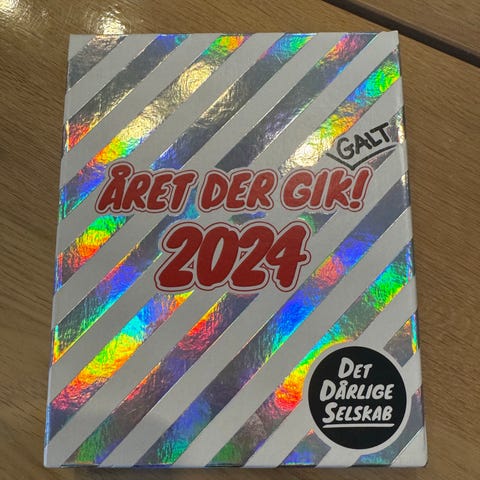 GALT
ÅRET DER GIK!
2024
DET
DÅRLIGE
SELSKAB